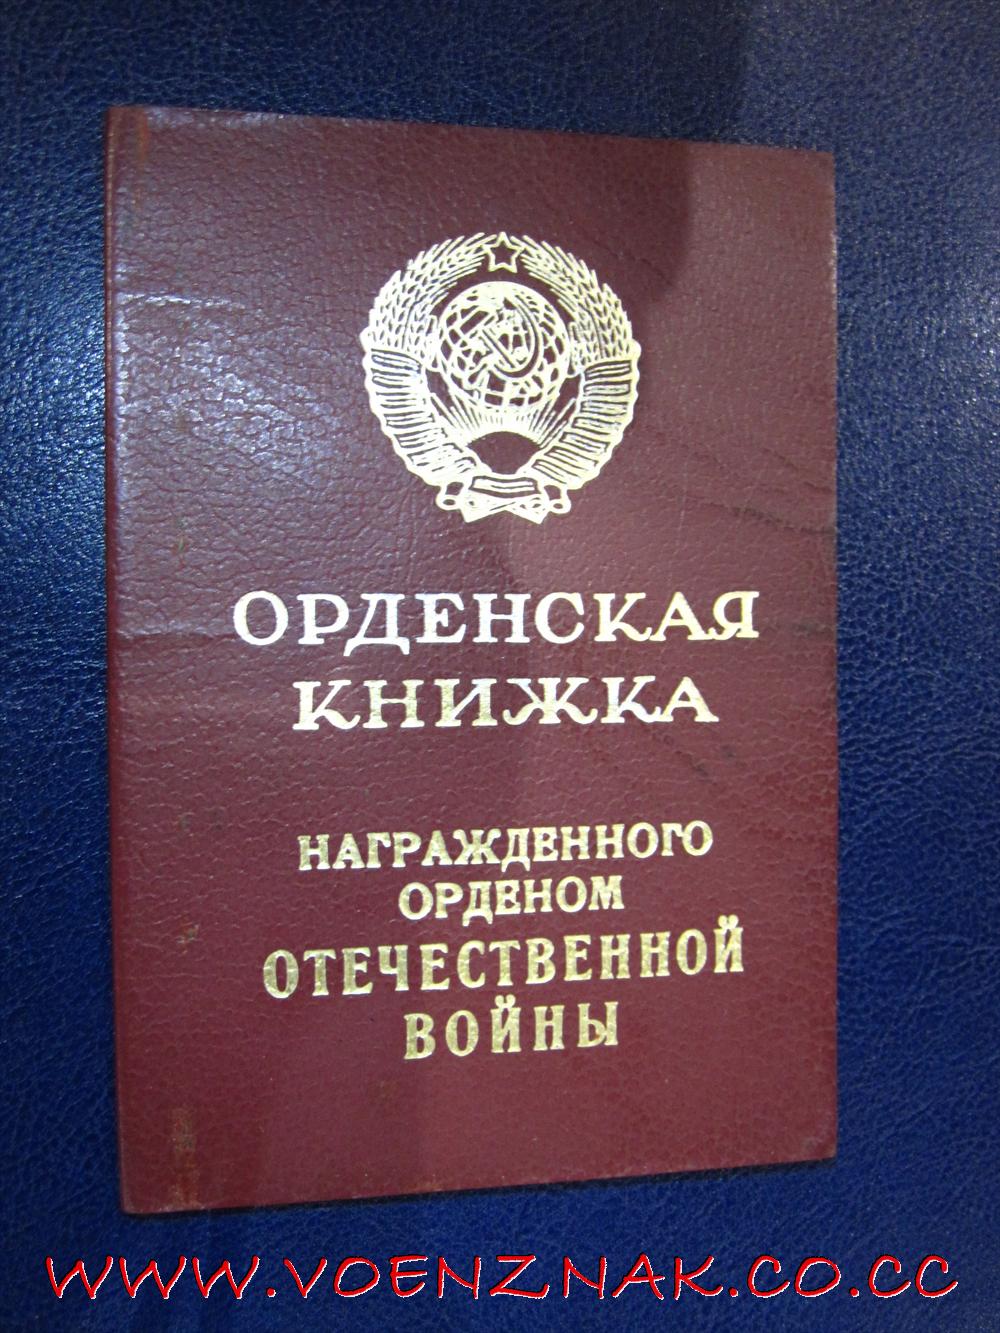 ОРДЕНСКАЯ
КНИЖКА
НАГРАЖДЕННОГО
ОРДЕНОМ
ОТЕЧЕСТВЕННОЙ
ВОЙНЫ
WWW.VOENZNAK.CO.CC